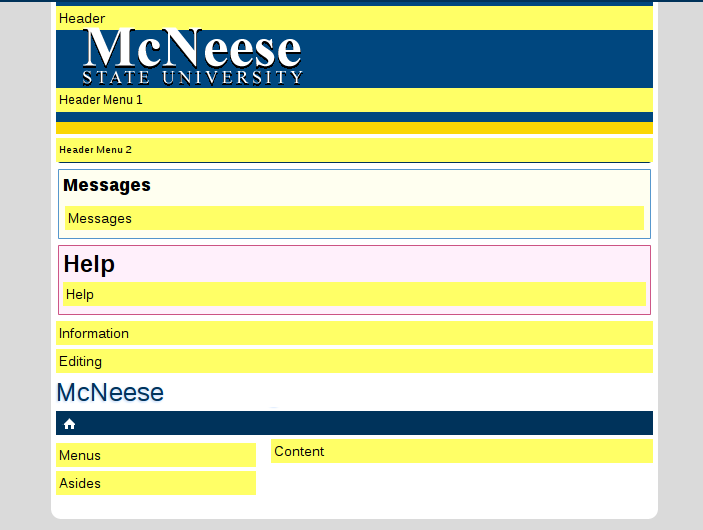 Header
McNeese
STATE UNIVERSITY
Header Menu 1
Header Menu 2
Messages
Messages
Help
Help
Information
Editing
McNeese
Menus
Content
Asides